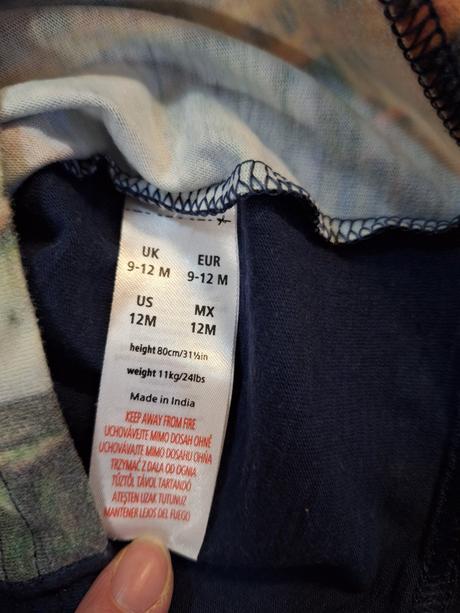 UK EUR
9-12 M 9-12 M
US MX
12M 12M
height 80cm/31½in
weight 11kg/24lbs
Made in India
KEEP AWAY FROM FIRE
UCHOVÁVEJTE MIMO DOSAH OHNĚ
UCHOVÁVAJTE MIMO DOSAHU OHŇA
TRZYMAĆ Z DALA OD OGNIA
TŰZTŐL TÁVOL TARTANDÓ
ATEŞTEN UZAK TUTUNUZ
MANTENER LEJOS DEL FUEGO